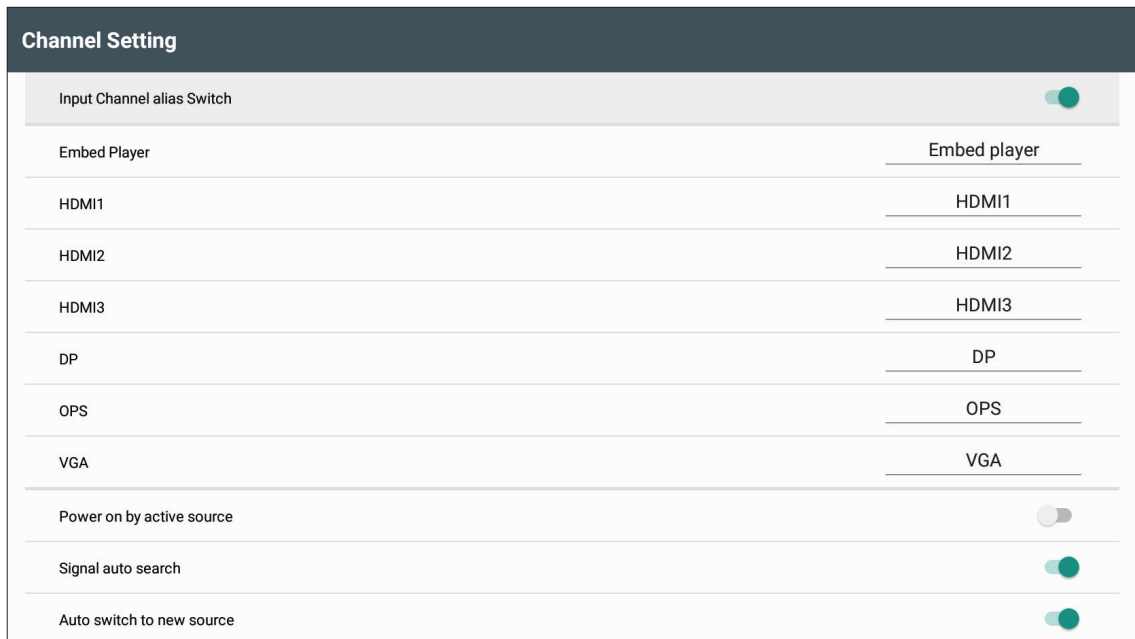 Channel Setting
Input Channel alias Switch
Embed Player Embed player
HDMI1 HDMI1
HDMI2 HDMI2
HDMI3 HDMI3
DP DP
OPS OPS
VGA VGA
Power on by active source
Signal auto search
Auto switch to new source